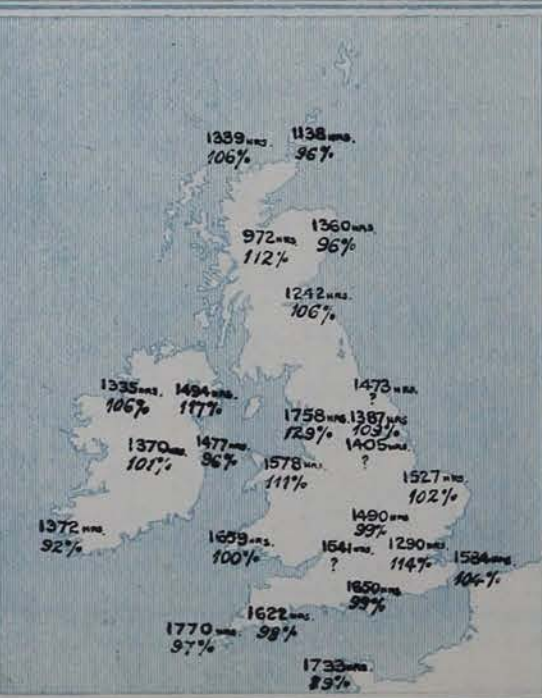 1339 HRS.
106%
1138 HRS.
96%
972 HRS.
112%
1360 HRS.
96%
1242 HRS.
106%
1335 HRS.
106%
1494 HRS.
117%
1473 HRS.
?
1758 HRS.
129%
1387 HRS
109%
1405 HRS.
?
1370 HRS.
101%
1477 HRS.
96%
1578 HRS.
111%
1527 HRS.
102%
1372 HRS
92%
1490 HRS
99%
1659 HRS.
100%
1541 HRS.
?
1290 HRS.
114%
1584 HRS.
104%
1650 HRS.
99%
1770 HRS.
97%
1622 HRS.
98%
1733 HRS.
89%